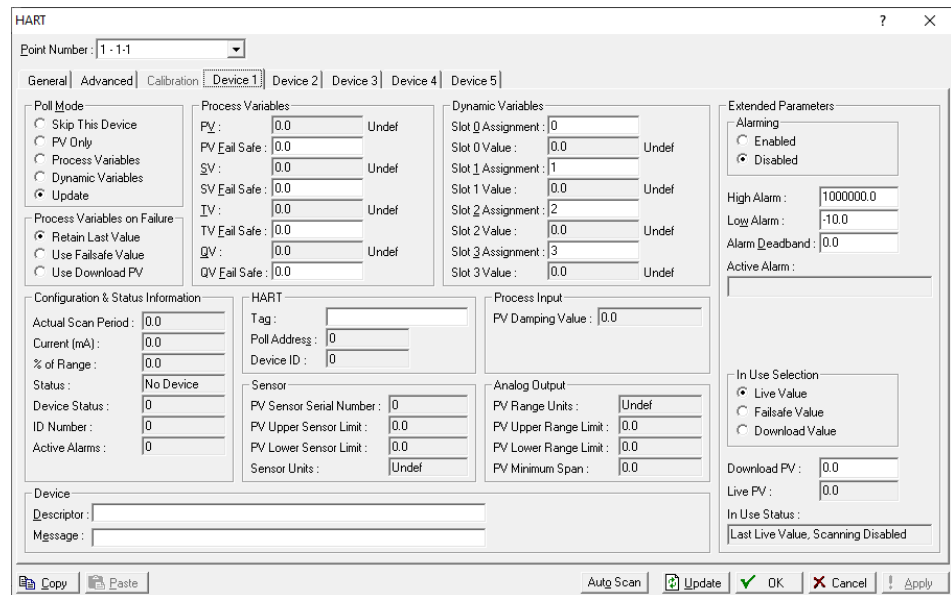 HART ? ×
Point Number : 1 - 1-1
General Advanced Calibration Device 1 Device 2 Device 3 Device 4 Device 5
Poll Mode
Skip This Device
PV Only
Process Variables
Dynamic Variables
Update
Process Variables on Failure
Retain Last Value
Use Failsafe Value
Use Download PV
Process Variables
PV : 0.0 Undef
PV Fail Safe : 0.0
SV : 0.0 Undef
SV Fail Safe : 0.0
TV : 0.0 Undef
TV Fail Safe : 0.0
QV : 0.0 Undef
QV Fail Safe : 0.0
Dynamic Variables
Slot 0 Assignment : 0
Slot 0 Value : 0.0 Undef
Slot 1 Assignment : 1
Slot 1 Value : 0.0 Undef
Slot 2 Assignment : 2
Slot 2 Value : 0.0 Undef
Slot 3 Assignment : 3
Slot 3 Value : 0.0 Undef
Extended Parameters
Alarming
Enabled
Disabled
High Alarm : 1000000.0
Low Alarm : -10.0
Alarm Deadband : 0.0
Active Alarm :
In Use Selection
Live Value
Failsafe Value
Download Value
Download PV : 0.0
Live PV : 0.0
In Use Status :
Last Live Value, Scanning Disabled
Configuration & Status Information
Actual Scan Period : 0.0
Current (mA) : 0.0
% of Range : 0.0
Status : No Device
Device Status : 0
ID Number : 0
Active Alarms : 0
HART
Tag :
Poll Address : 0
Device ID : 0
Process Input
PV Damping Value : 0.0
Sensor
PV Sensor Serial Number : 0
PV Upper Sensor Limit : 0.0
PV Lower Sensor Limit : 0.0
Sensor Units : Undef
Analog Output
PV Range Units : Undef
PV Upper Range Limit : 0.0
PV Lower Range Limit : 0.0
PV Minimum Span : 0.0
Device
Descriptor :
Message :
Copy Paste Auto Scan Update OK Cancel ! Apply